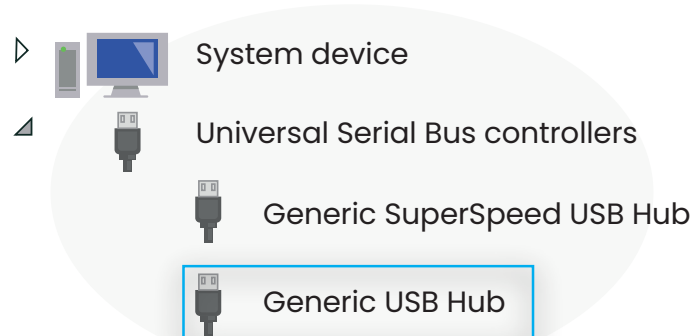 System device
Universal Serial Bus controllers
Generic SuperSpeed USB Hub
Generic USB Hub